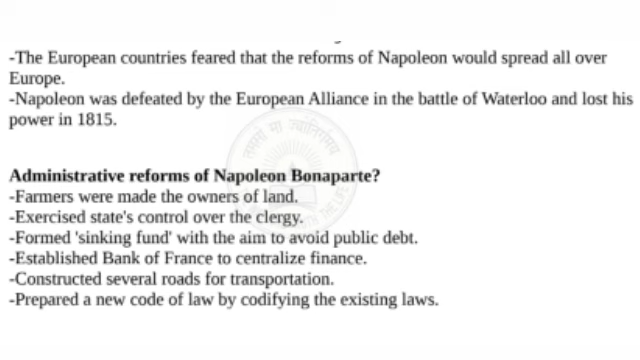 -The European countries feared that the reforms of Napoleon would spread all over
Europe.
-Napoleon was defeated by the European Alliance in the battle of Waterloo and lost his
power in 1815.
Administrative reforms of Napoleon Bonaparte?
-Farmers were made the owners of land.
-Exercised state's control over the clergy.
-Formed 'sinking fund' with the aim to avoid public debt.
-Established Bank of France to centralize finance.
-Constructed several roads for transportation.
-Prepared a new code of law by codifying the existing laws.
तमसो मा ज्योतिर्गमय